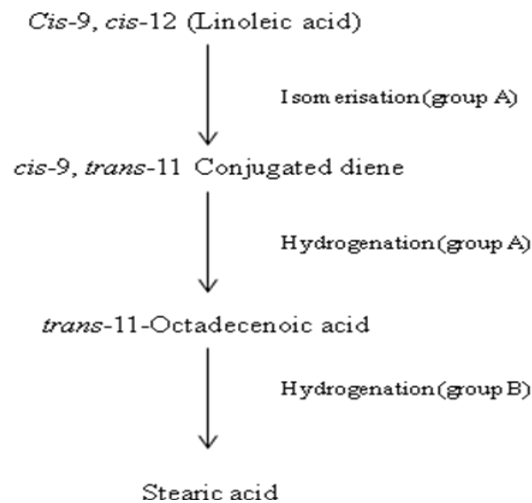 Cis-9, cis-12 (Linoleic acid)
Isomerisation (group A)
cis-9, trans-11 Conjugated diene
Hydrogenation (group A)
trans-11-Octadecenoic acid
Hydrogenation (group B)
Stearic acid